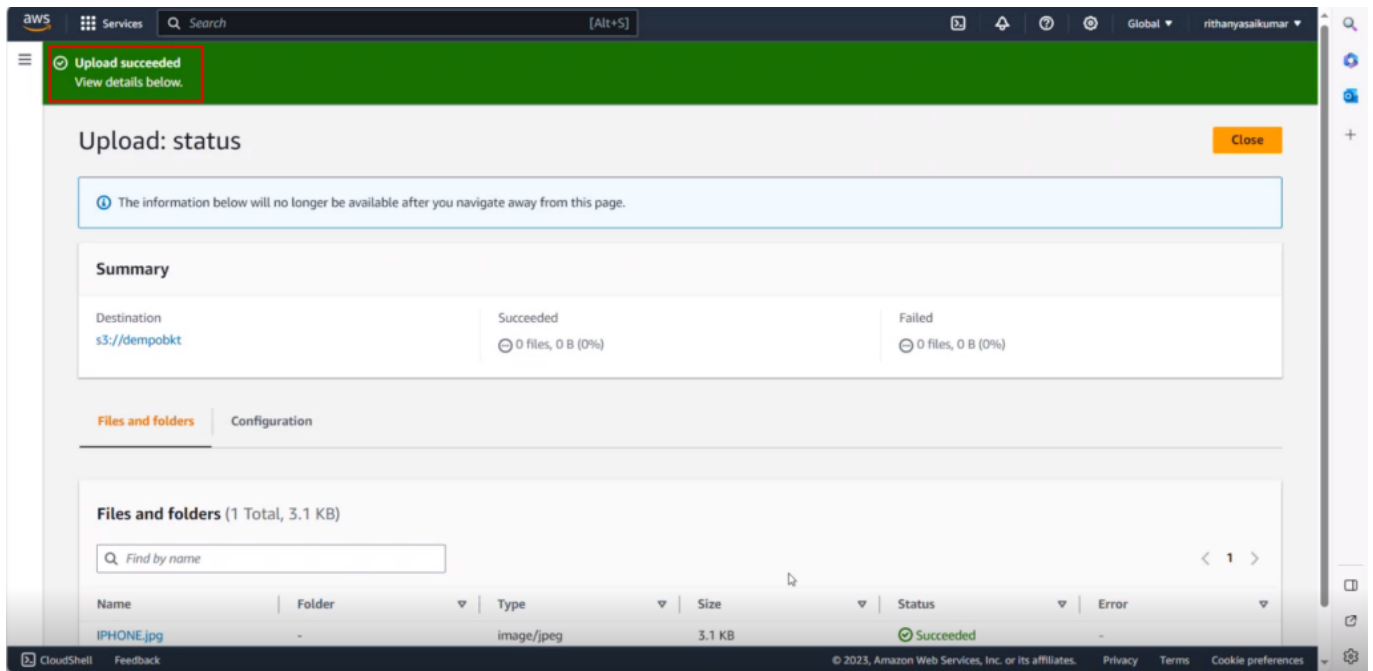 aws Services Search [Alt+S] Global rithanyasaikumar
Upload succeeded
View details below.
Upload: status Close
The information below will no longer be available after you navigate away from this page.
Summary
Destination Succeeded Failed
s3://dempobkt 0 files, 0 B (0%) 0 files, 0 B (0%)
Files and folders Configuration
Files and folders (1 Total, 3.1 KB)
Find by name 1
Name Folder Type Size Status Error
IPHONE.jpg - image/jpeg 3.1 KB Succeeded -
CloudShell Feedback © 2023, Amazon Web Services, Inc. or its affiliates. Privacy Terms Cookie preferences